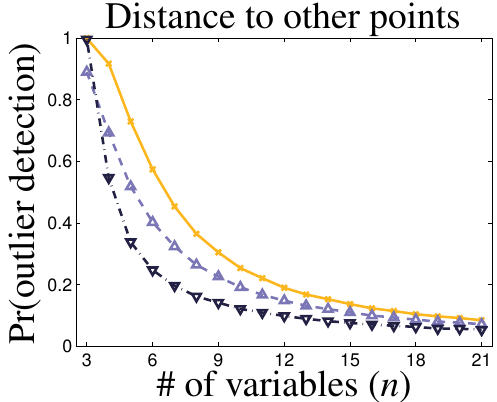 Distance to other points
Pr(outlier detection)
1
0.8
0.6
0.4
0.2
0
3 6 9 12 15 18 21
# of variables (n)